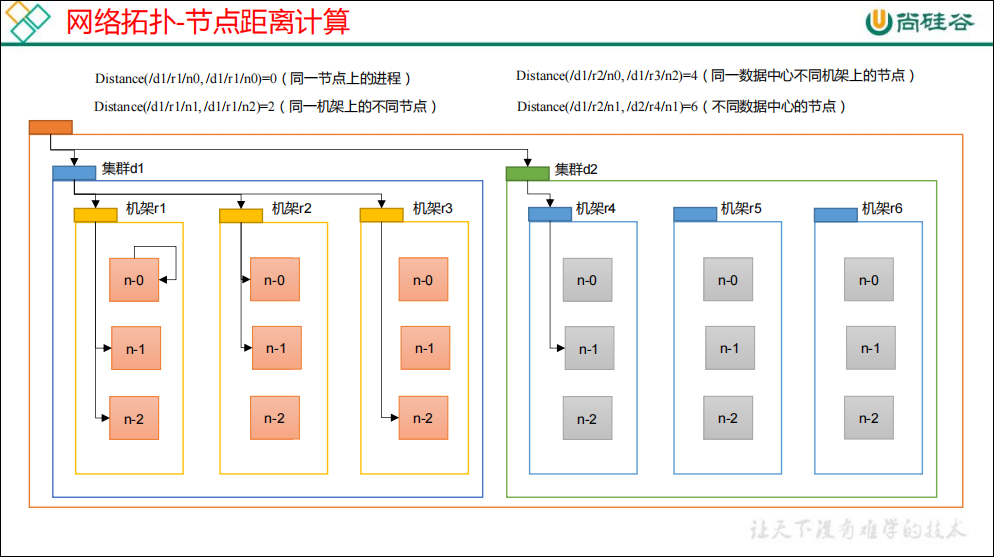 网络拓扑-节点距离计算
尚硅谷
Distance(/d1/r1/n0, /d1/r1/n0)=0（同一节点上的进程）
Distance(/d1/r2/n0, /d1/r3/n2)=4（同一数据中心不同机架上的节点）
Distance(/d1/r1/n1, /d1/r1/n2)=2（同一机架上的不同节点）
Distance(/d1/r2/n1, /d2/r4/n1)=6（不同数据中心的节点）
集群d1
集群d2
机架r1
机架r2
机架r3
机架r4
机架r5
机架r6
n-0
n-0
n-0
n-0
n-0
n-0
n-1
n-1
n-1
n-1
n-1
n-1
n-2
n-2
n-2
n-2
n-2
n-2
让天下没有难学的技术